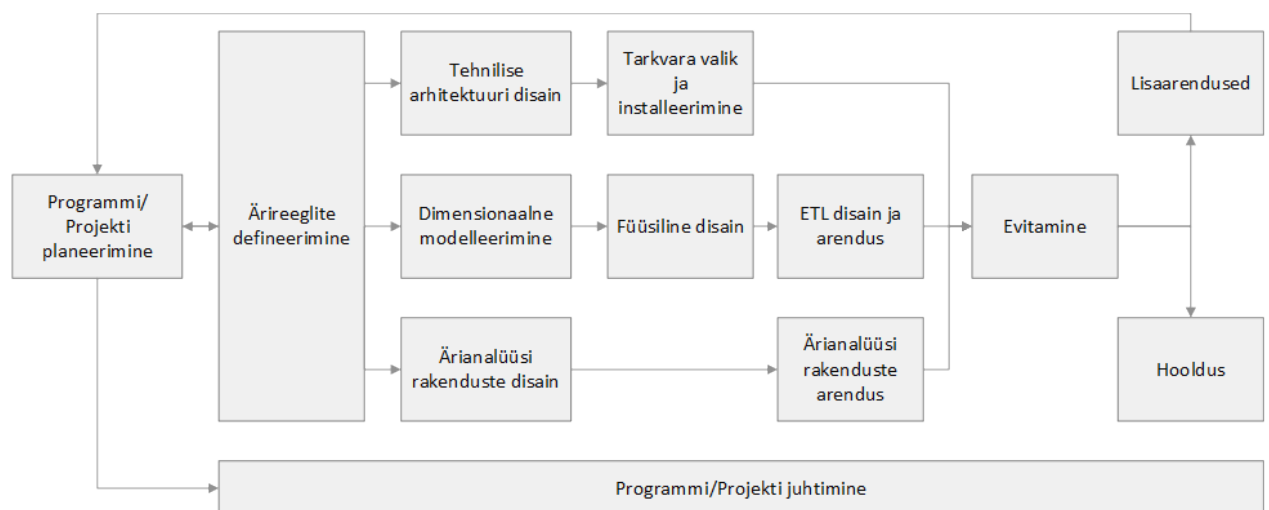 Programmi/
Projekti
planeerimine
Ärireeglite
defineerimine
Tehnilise
arhitektuuri disain
Tarkvara valik
ja
installeerimine
Dimensionaalne
modelleerimine
Füüsiline disain
ETL disain ja
arendus
Ärianalüüsi
rakenduste disain
Ärianalüüsi
rakenduste
arendus
Evitamine
Lisaarendused
Hooldus
Programmi/Projekti juhtimine